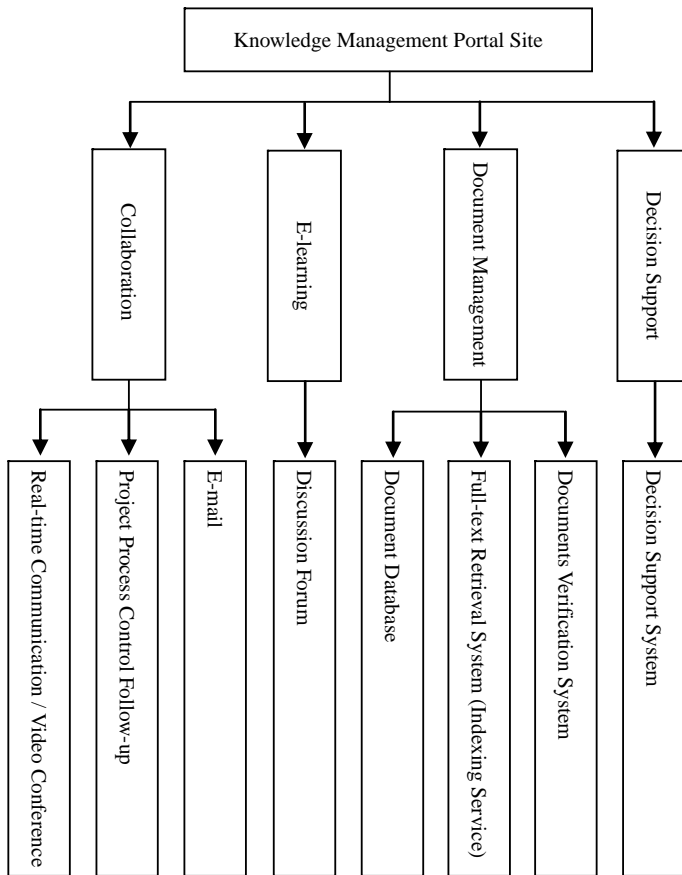 Knowledge Management Portal Site
Collaboration
E-learning
Document Management
Decision Support
Real-time Communication / Video Conference
Project Process Control Follow-up
E-mail
Discussion Forum
Document Database
Full-text Retrieval System (Indexing Service)
Documents Verification System
Decision Support System